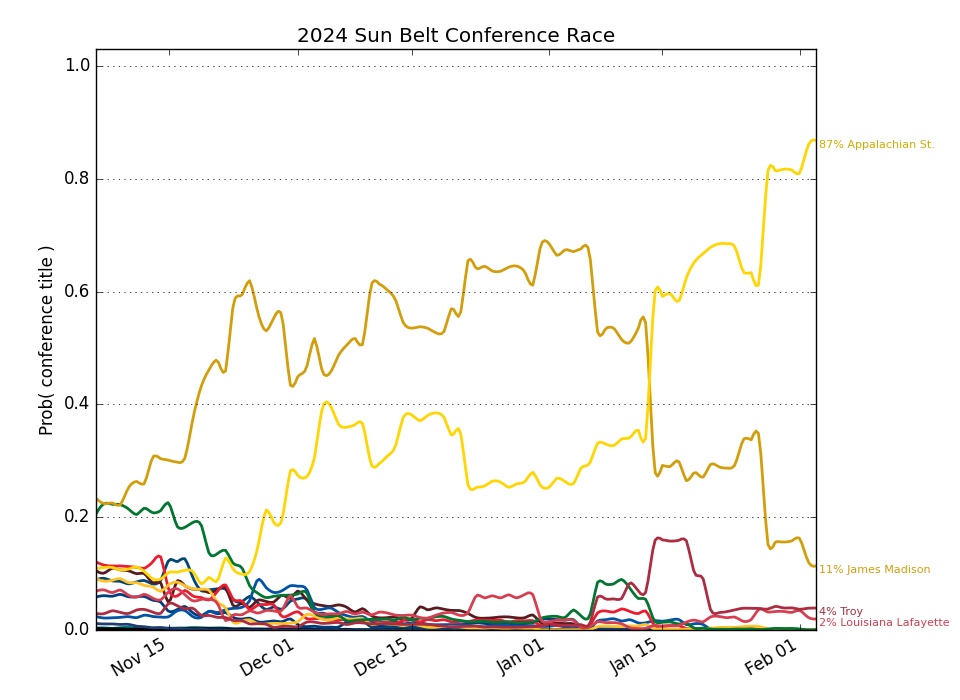 2024 Sun Belt Conference Race
Prob( conference title )
1.0
0.8
0.6
0.4
0.2
0.0
87% Appalachian St.
11% James Madison
4% Troy
2% Louisiana Lafayette
Nov 15
Dec 01
Dec 15
Jan 01
Jan 15
Feb 01